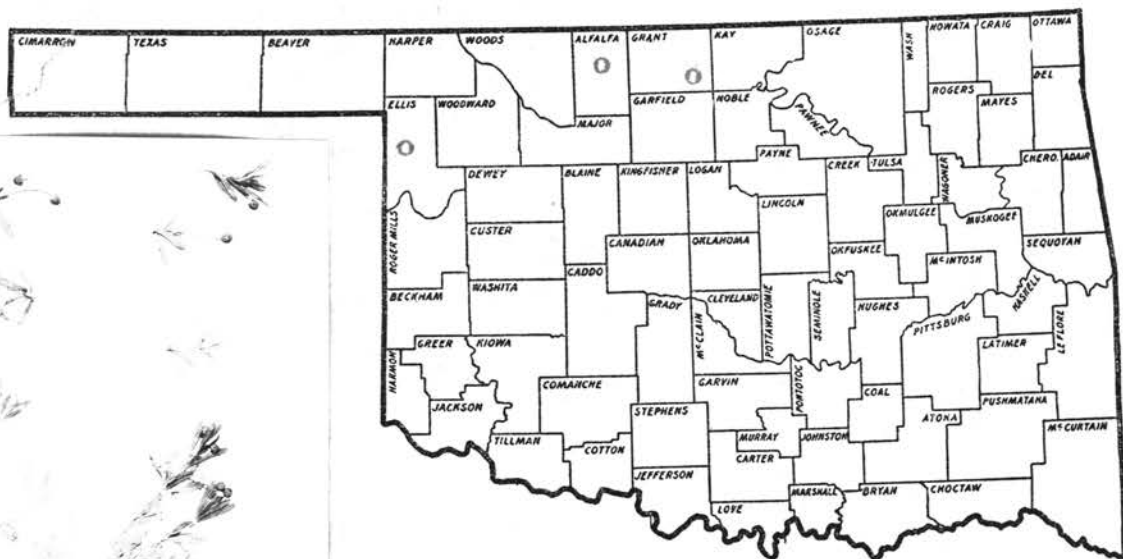 CIMARRON TEXAS BEAVER HARPER WOODS ALFALFA GRANT KAY OSAGE WASH NOWATA CRAIG OTTAWA
DEL
ELLIS WOODWARD GARFIELD NOBLE ROGERS MAYES
MAJOR PAWNEE
DEWEY BLAINE KINGFISHER LOGAN PAYNE CREEK TULSA WAGONER CHERO. ADAIR
LINCOLN
ROGER MILLS CUSTER CANADIAN OKLAHOMA OKMULGEE MUSKOGEE
OKFUSKEE SEQUOYAH
CADDO McINTOSH
BECKHAM WASHITA GRADY CLEVELAND POTTAWATOMIE SEMINOLE HUGHES HASKELL
McCLAIN PITTSBURG LE FLORE
GREER KIOWA LATIMER
HARMON COMANCHE GARVIN PONTOTOC COAL
JACKSON STEPHENS ATOKA PUSHMATAHA
TILLMAN COTTON MURRAY JOHNSTON McCURTAIN
JEFFERSON CARTER
MARSHALL BRYAN CHOCTAW
LOVE